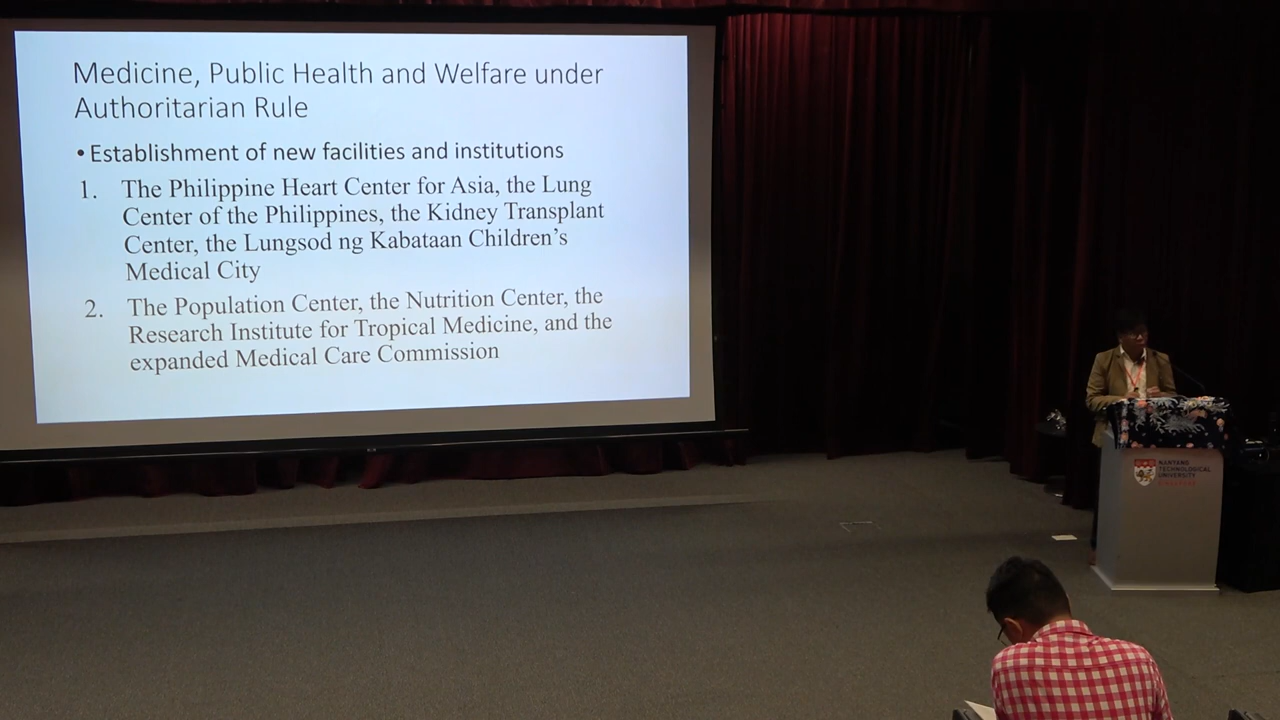 Medicine, Public Health and Welfare under
Authoritarian Rule
• Establishment of new facilities and institutions
1. The Philippine Heart Center for Asia, the Lung
Center of the Philippines, the Kidney Transplant
Center, the Lungsod ng Kabataan Children's
Medical City
2. The Population Center, the Nutrition Center, the
Research Institute for Tropical Medicine, and the
expanded Medical Care Commission
NANYANG
TECHNOLOGICAL
UNIVERSITY